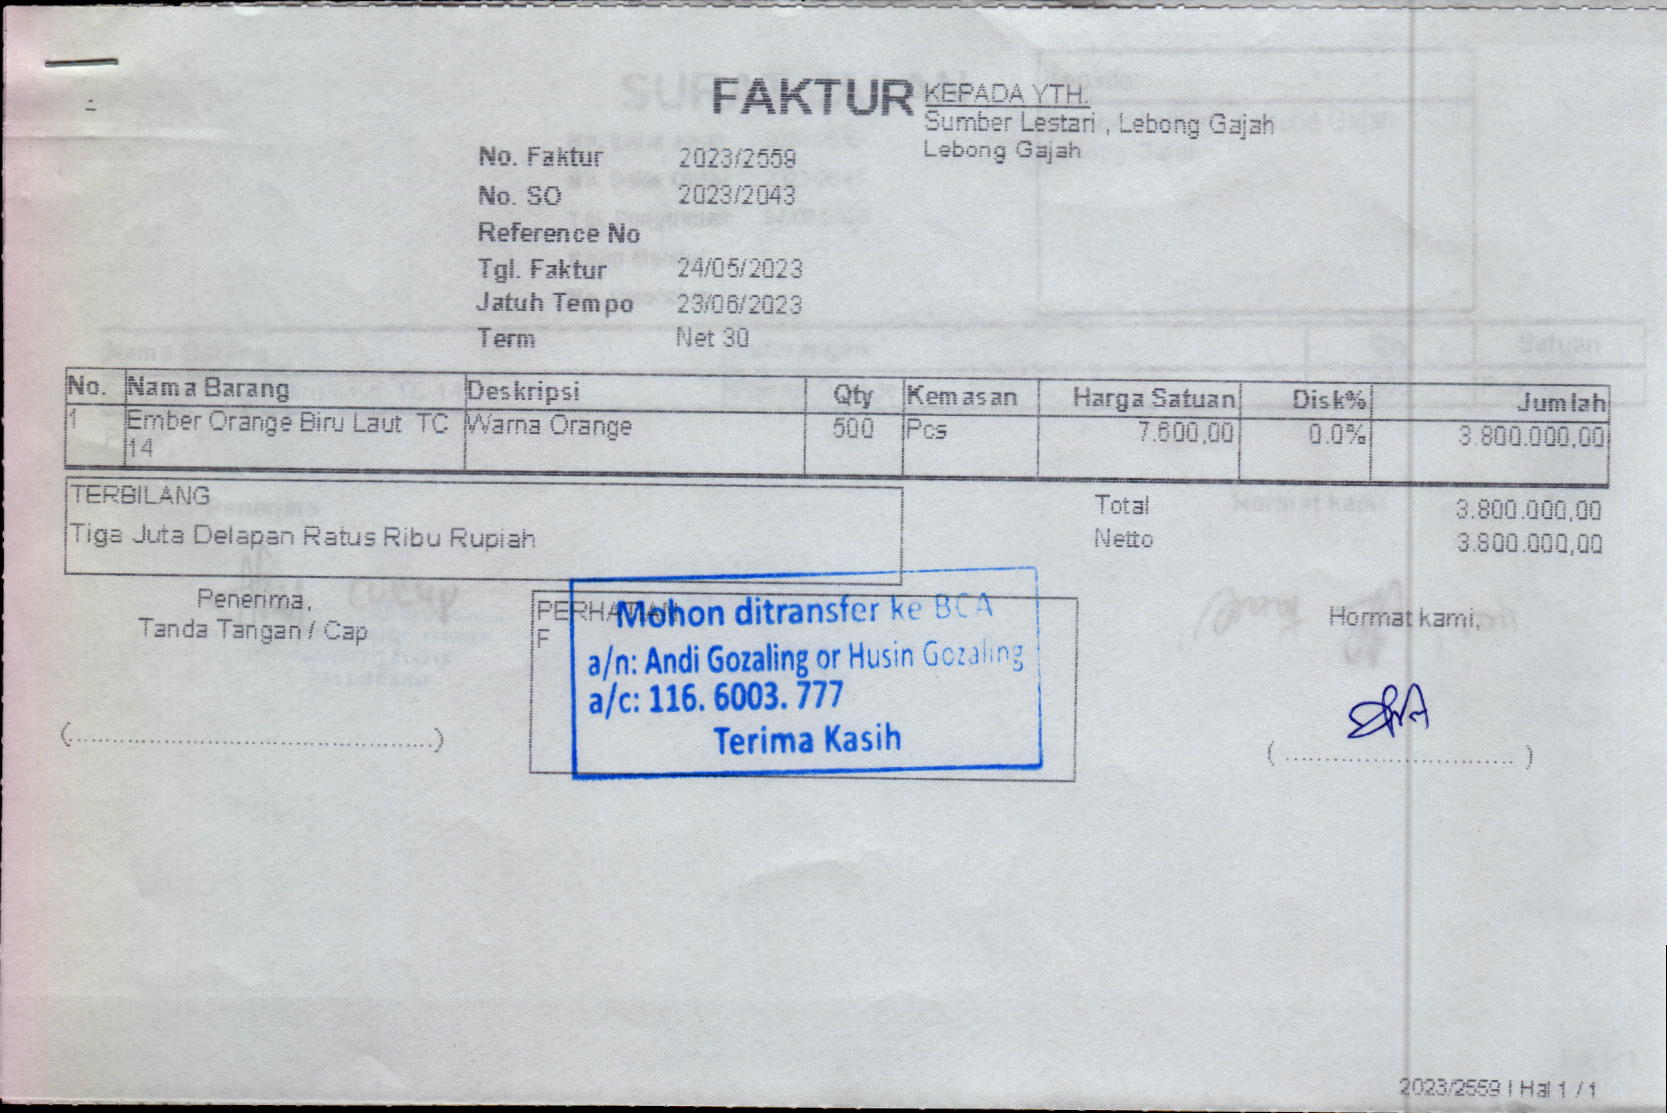 FAKTUR
KEPADA YTH.
Sumber Lestari , Lebong Gajah
Lebong Gajah
No. Faktur 2023/2559
No. SO 2023/2043
Reference No
Tgl. Faktur 24/05/2023
Jatuh Tempo 23/06/2023
Term Net 30
No. Nama Barang Deskripsi Qty Kemasan Harga Satuan Disk% Jumlah
1 Ember Orange Biru Laut TC Warna Orange 500 Pcs 7.600,00 0.0% 3.800.000,00
14
TERBILANG
Tiga Juta Delapan Ratus Ribu Rupiah
Total 3.800.000,00
Netto 3.800.000,00
Penerima,
Tanda Tangan / Cap
(..............................................)
F
Mohon ditransfer ke BCA
a/n: Andi Gozaling or Husin Gozaling
a/c: 116. 6003. 777
Terima Kasih
Hormat kami,
( ............................. )
2023/2559 | Hal 1 / 1